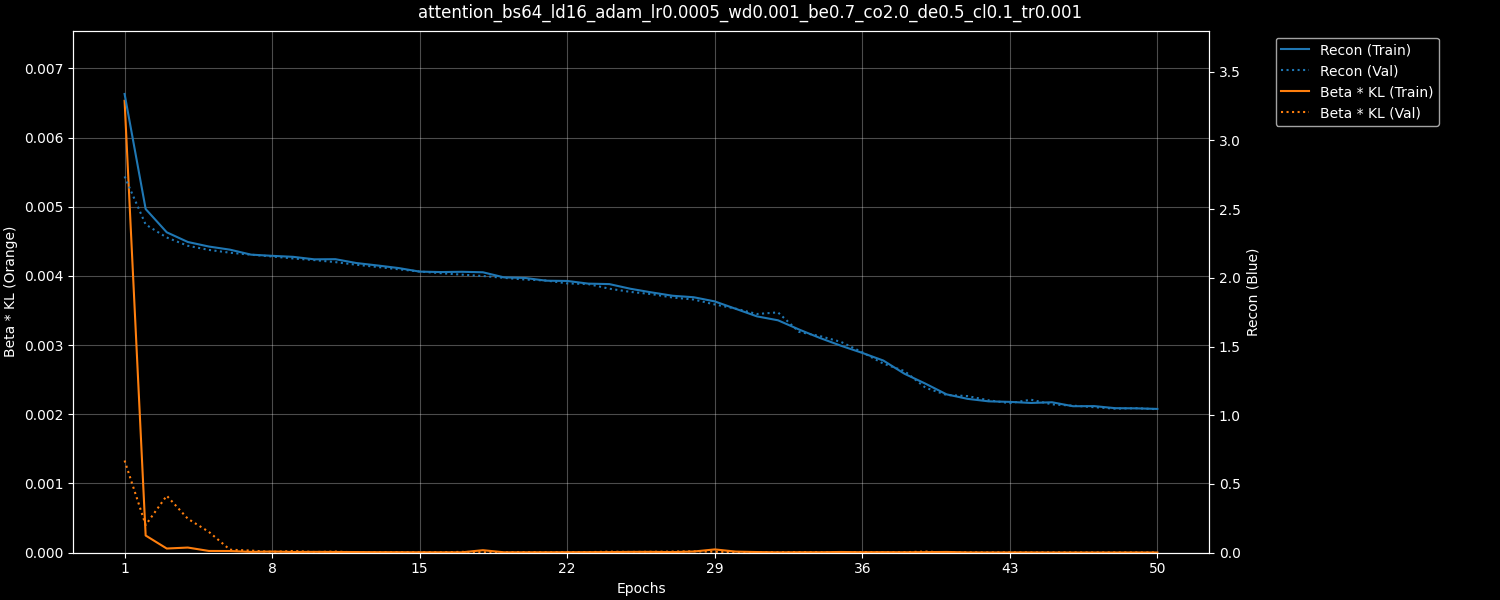 attention_bs64_ld16_adam_lr0.0005_wd0.001_be0.7_co2.0_de0.5_cl0.1_tr0.001
Recon (Train)
Recon (Val)
Beta * KL (Train)
Beta * KL (Val)
Beta * KL (Orange)
0.007
0.006
0.005
0.004
0.003
0.002
0.001
0.000
3.5
3.0
2.5
2.0
1.5
1.0
0.5
0.0
Recon (Blue)
1 8 15 22 29 36 43 50
Epochs